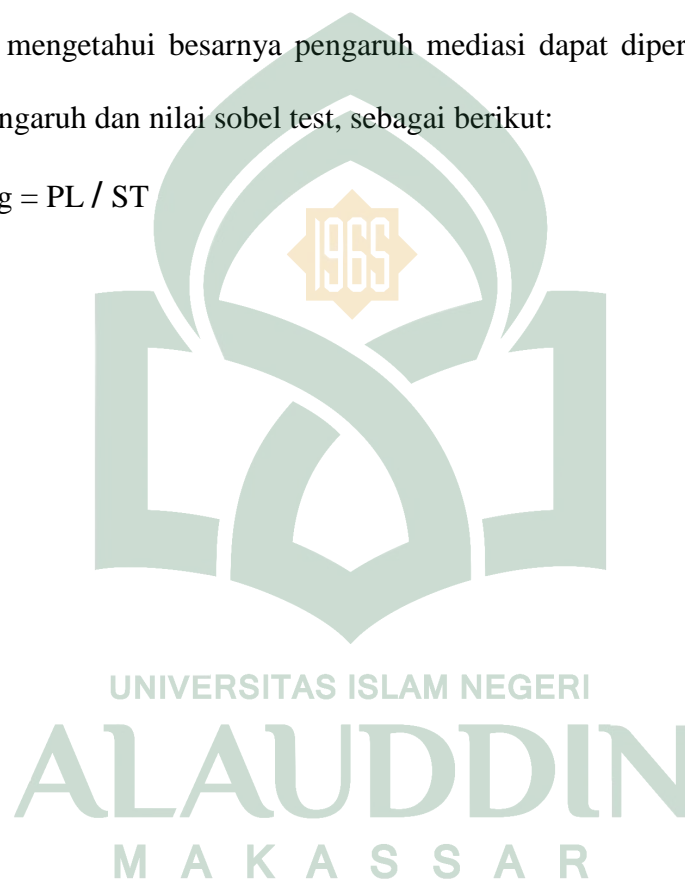 mengetahui besarnya pengaruh mediasi dapat diper
ngaruh dan nilai sobel test, sebagai berikut:
g = PL / ST
1965
UNIVERSITAS ISLAM NEGERI
ALAUDDIN
MAKASSAR